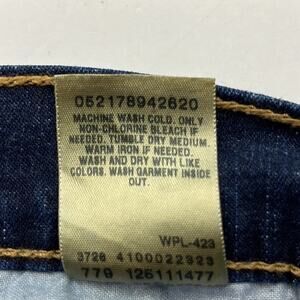 052178942620
MACHINE WASH COLD. ONLY
NON-CHLORINE BLEACH IF
NEEDED. TUMBLE DRY MEDIUM.
WARM IRON IF NEEDED.
WASH AND DRY WITH LIKE
COLORS. WASH GARMENT INSIDE
OUT.
WPL-423
3726 4100022323
779 125111477